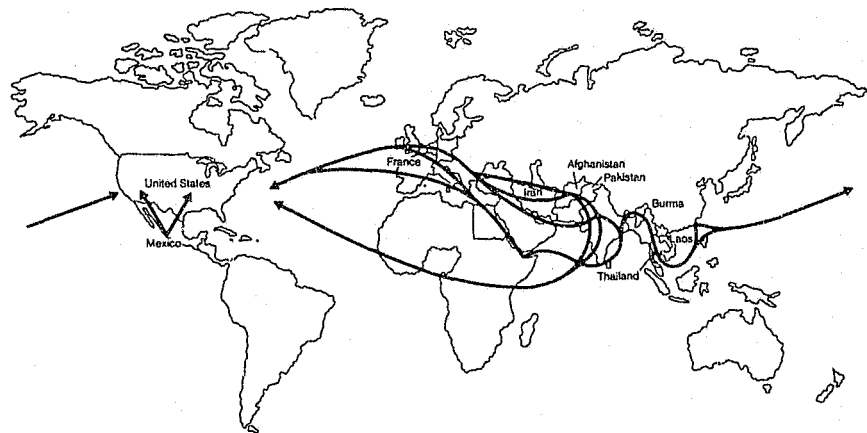 France
Afghanistan
Pakistan
Iran
United States
Burma
Mexico
Laos
Thailand